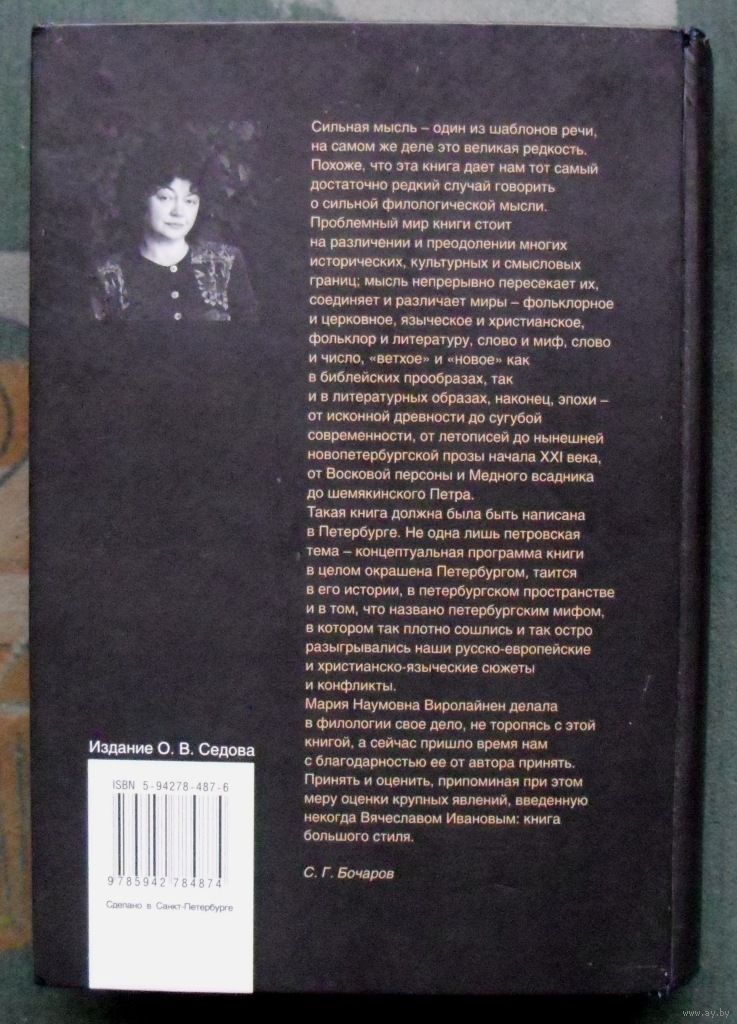 Сильная мысль – один из шаблонов речи,
на самом же деле это великая редкость.
Похоже, что эта книга дает нам тот самый
достаточно редкий случай говорить
о сильной филологической мысли.
Проблемный мир книги стоит
на различении и преодолении многих
исторических, культурных и смысловых
границ; мысль непрерывно пересекает их,
соединяет и различает миры – фольклорное
и церковное, языческое и христианское,
фольклор и литературу, слово и миф, слово
и число, «ветхое» и «новое» как
в библейских прообразах, так
и в литературных образах, наконец, эпохи –
от исконной древности до сугубой
современности, от летописей до нынешней
новопетербургской прозы начала XXI века,
от Восковой персоны и Медного всадника
до шемякинского Петра.
Такая книга должна была быть написана
в Петербурге. Не одна лишь петровская
тема – концептуальная программа книги
в целом окрашена Петербургом, таится
в его истории, в петербургском пространстве
и в том, что названо петербургским мифом,
в котором так плотно сошлись и так остро
разыгрывались наши русско-европейские
и христианско-языческие сюжеты
и конфликты.
Мария Наумовна Виролайнен делала
в филологии свое дело, не торопясь с этой
книгой, а сейчас пришло время нам
с благодарностью ее от автора принять.
Принять и оценить, припоминая при этом
меру оценки крупных явлений, введенную
некогда Вячеславом Ивановым: книга
большого стиля.
С. Г. Бочаров
Издание О. В. Седова
ISBN 5-94278-487-6
9 785942 784874
Сделано в Санкт-Петербурге
www.ay.by